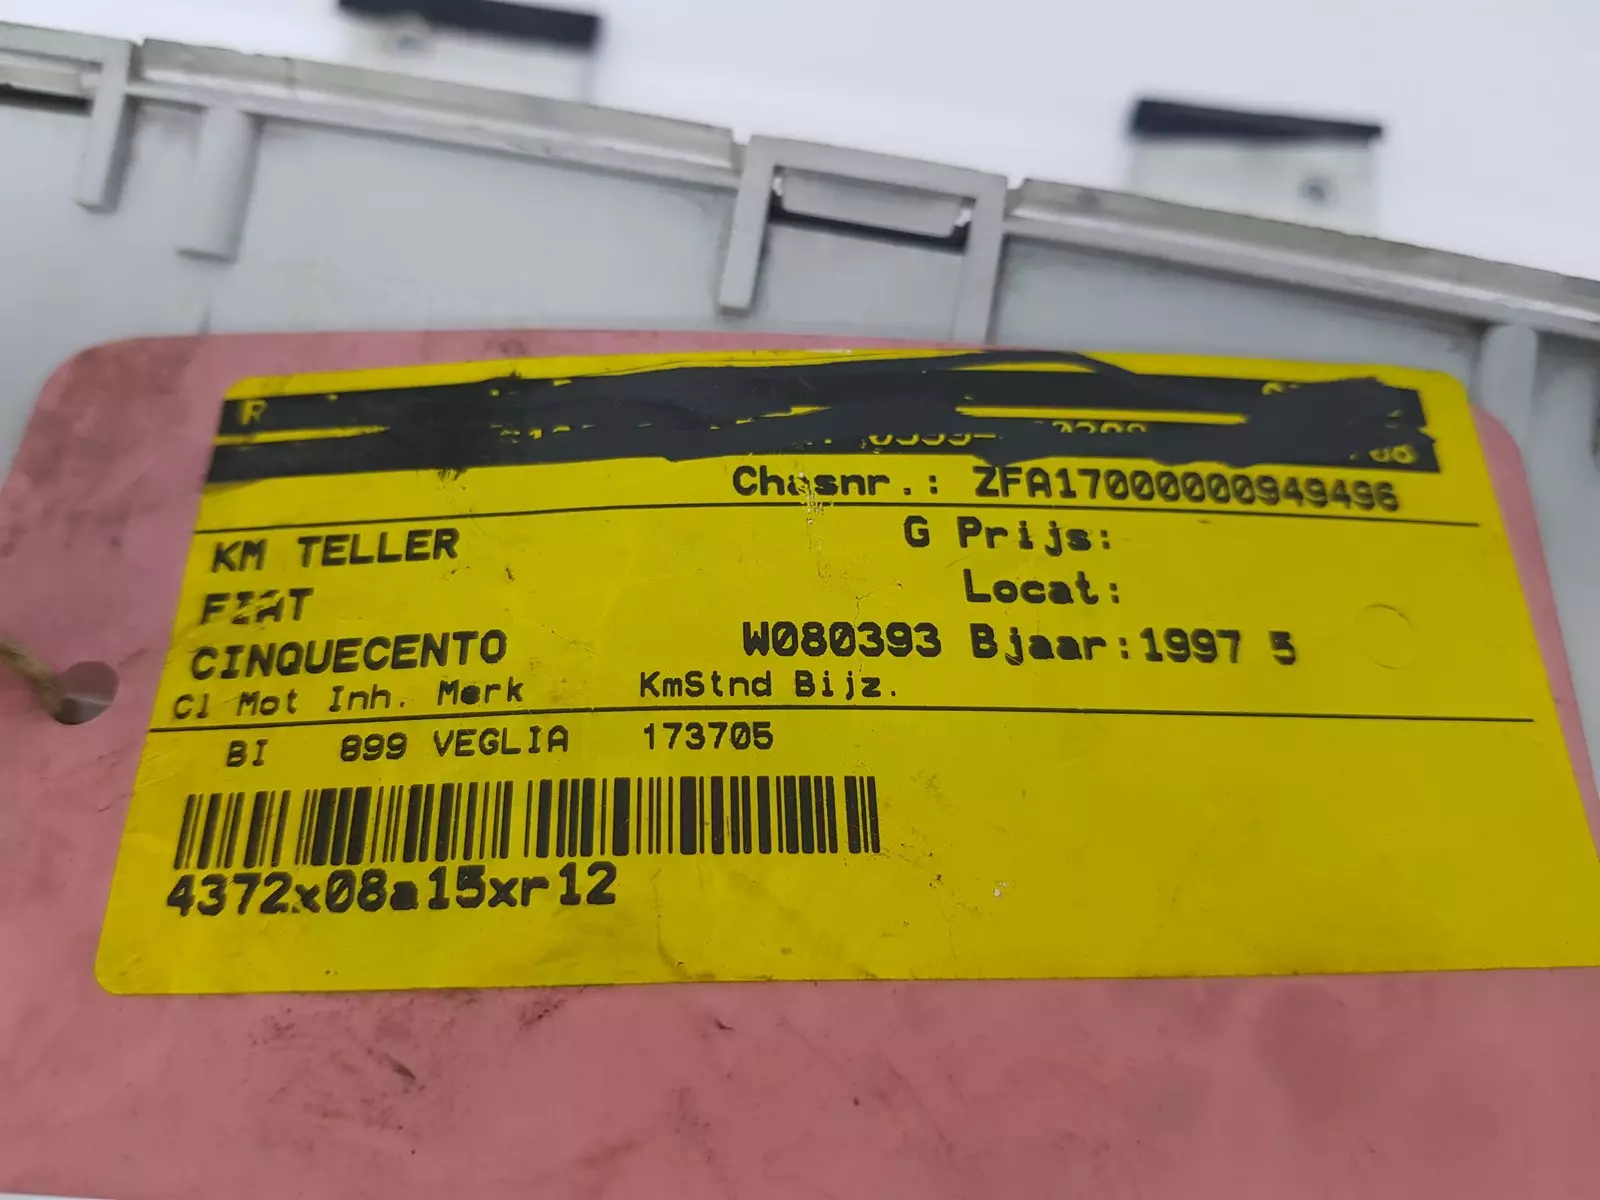 Chasnr.: ZFA17000000949496
KM TELLER G Prijs:
FIAT Locat:
CINQUECENTO W080393 Bjaar:1997 5
Cl Mot Inh. Merk KmStnd Bijz.
BI 899 VEGLIA 173705
4372x08a15xr12